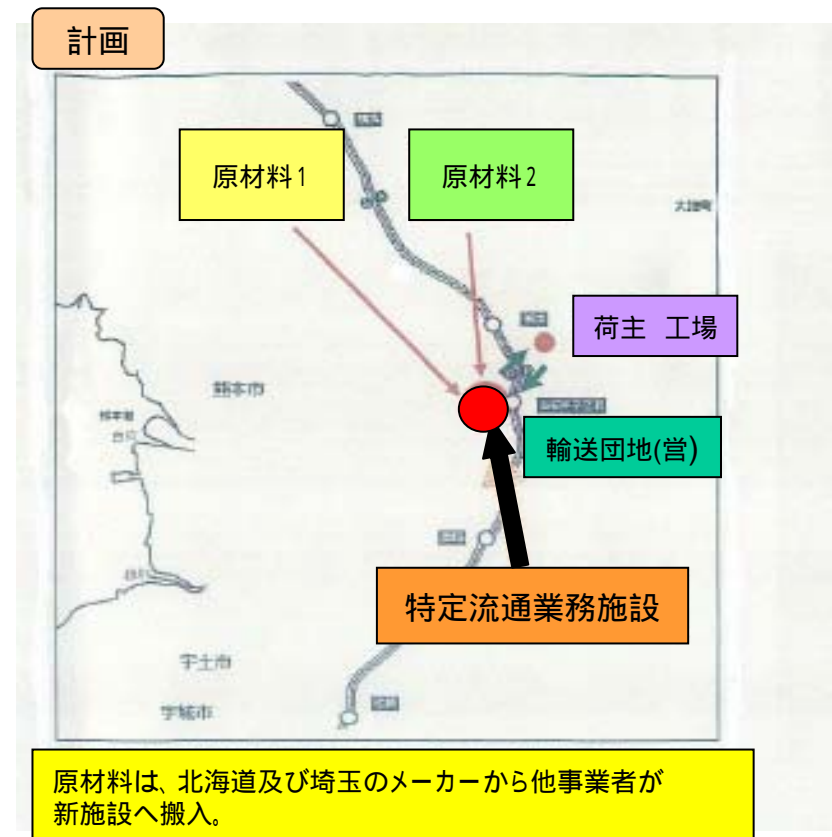 計画
原材料1
原材料2
荷主 工場
熊本市
輸送団地(営)
特定流通業務施設
宇土市
宇城市
原材料は、北海道及び埼玉のメーカーから他事業者が
新施設へ搬入。